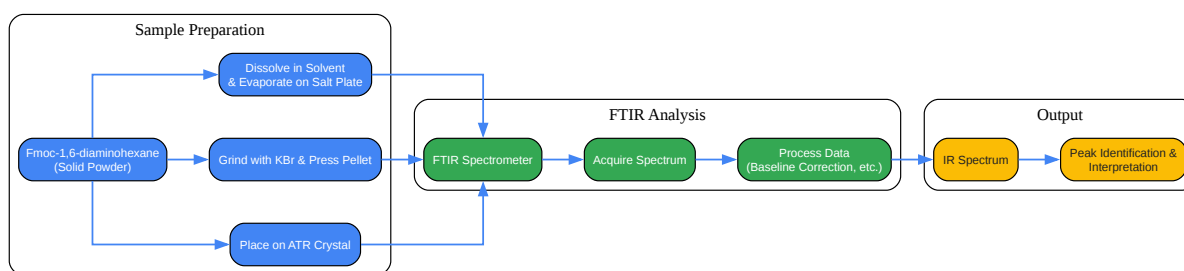 Sample Preparation
Dissolve in Solvent
& Evaporate on Salt Plate
Fmoc-1,6-diaminohexane
(Solid Powder)
Grind with KBr & Press Pellet
Place on ATR Crystal
FTIR Analysis
FTIR Spectrometer
Acquire Spectrum
Process Data
(Baseline Correction, etc.)
Output
IR Spectrum
Peak Identification &
Interpretation